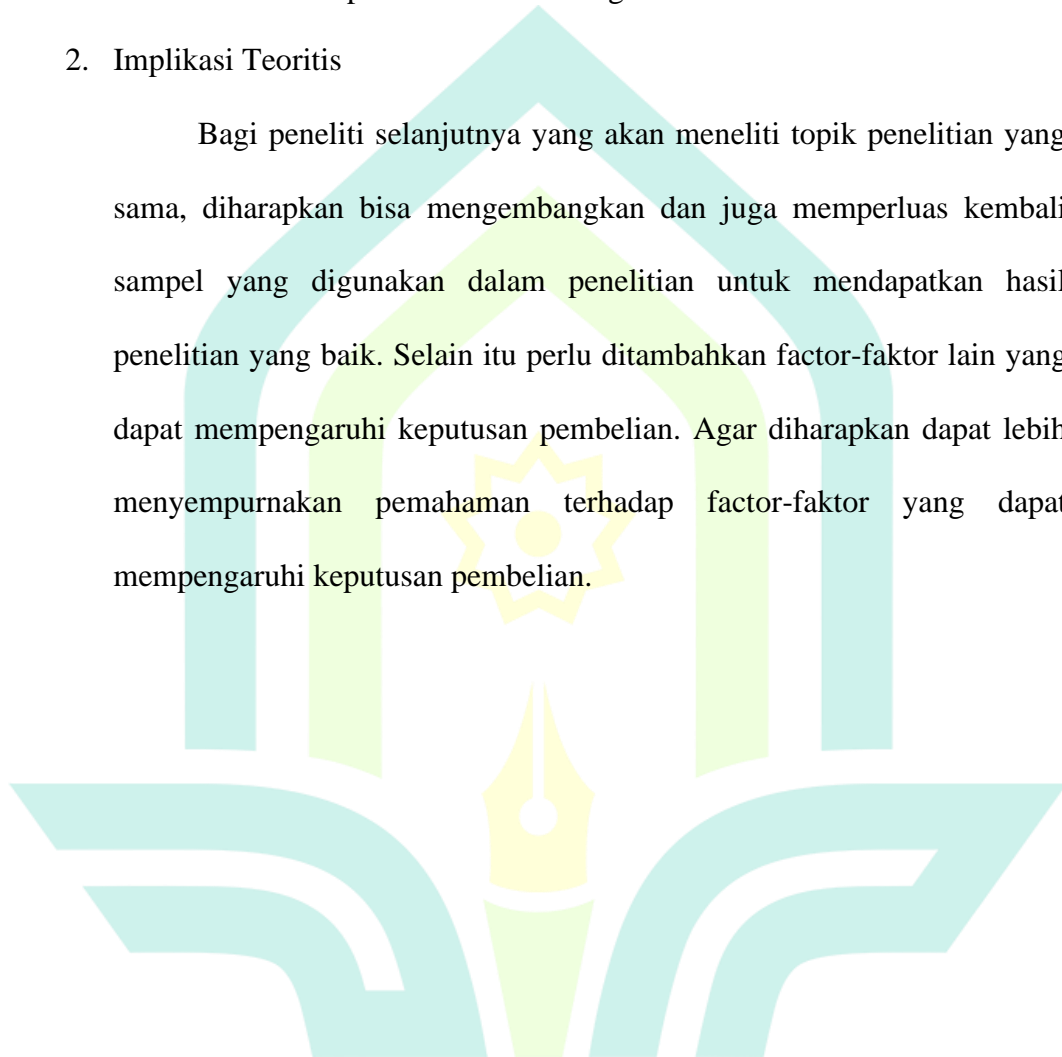 2. Implikasi Teoritis
Bagi peneliti selanjutnya yang akan meneliti topik penelitian yang
sama, diharapkan bisa mengembangkan dan juga memperluas kembali
sampel yang digunakan dalam penelitian untuk mendapatkan hasil
penelitian yang baik. Selain itu perlu ditambahkan factor-faktor lain yang
dapat mempengaruhi keputusan pembelian. Agar diharapkan dapat lebih
menyempurnakan pemahaman terhadap factor-faktor yang dapat
mempengaruhi keputusan pembelian.